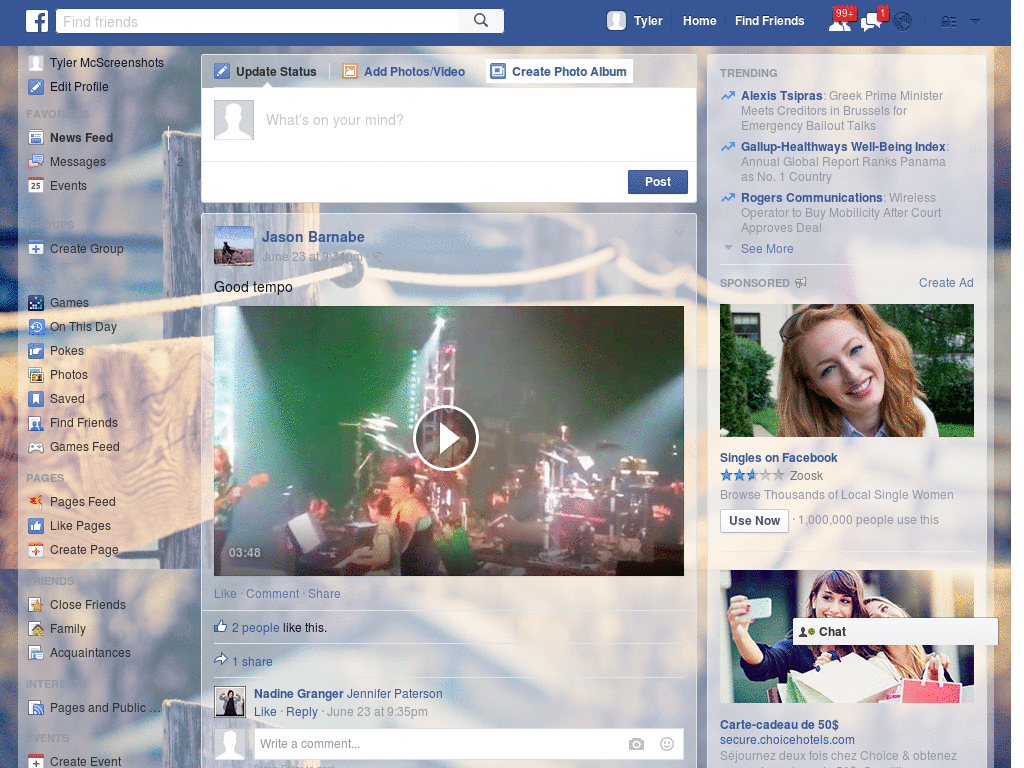 Find friends
Tyler
Home
Find Friends
99+
1
Tyler McScreenshots
Edit Profile
FAVORITES
News Feed
Messages
2
Events
25
Create Group
Games
On This Day
Pokes
Photos
Saved
Find Friends
Games Feed
PAGES
Pages Feed
Like Pages
Create Page
FRIENDS
Close Friends
Family
Acquaintances
Pages and Public ...
EVENTS
Create Event
Update Status
Add Photos/Video
Create Photo Album
What's on your mind?
Post
Jason Barnabe
June 23 at 9:34pm ·
Good tempo
03:48
Like · Comment · Share
2 people like this.
1 share
Nadine Granger Jennifer Paterson
Like · Reply · June 23 at 9:35pm
Write a comment...
TRENDING
Alexis Tsipras: Greek Prime Minister
Meets Creditors in Brussels for
Emergency Bailout Talks
Gallup-Healthways Well-Being Index:
Annual Global Report Ranks Panama
as No. 1 Country
Rogers Communications: Wireless
Operator to Buy Mobilicity After Court
Approves Deal
See More
SPONSORED
Create Ad
Singles on Facebook
Zoosk
Browse Thousands of Local Single Women
Use Now · 1,000,000 people use this
Chat
Carte-cadeau de 50$
secure.choicehotels.com
Séjournez deux fois chez Choice & obtenez